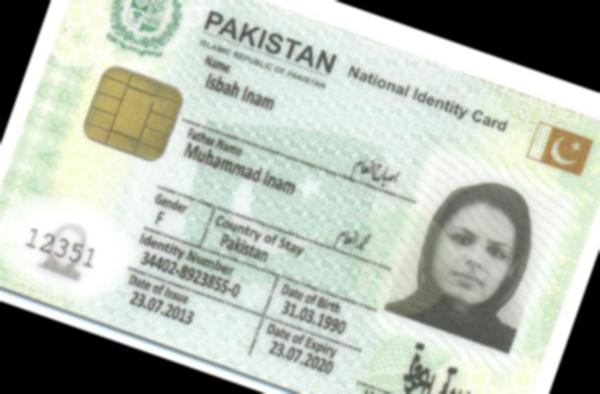 PAKISTAN National Identity Card
ISLAMIC REPUBLIC OF PAKISTAN
Name
Isbah Inam
Father Name
Muhammad Inam
Gender
F
Country of Stay
Pakistan
Identity Number
34402-8923855-0
Date of Birth
31.03.1990
Date of Issue
23.07.2013
Date of Expiry
23.07.2020
12351